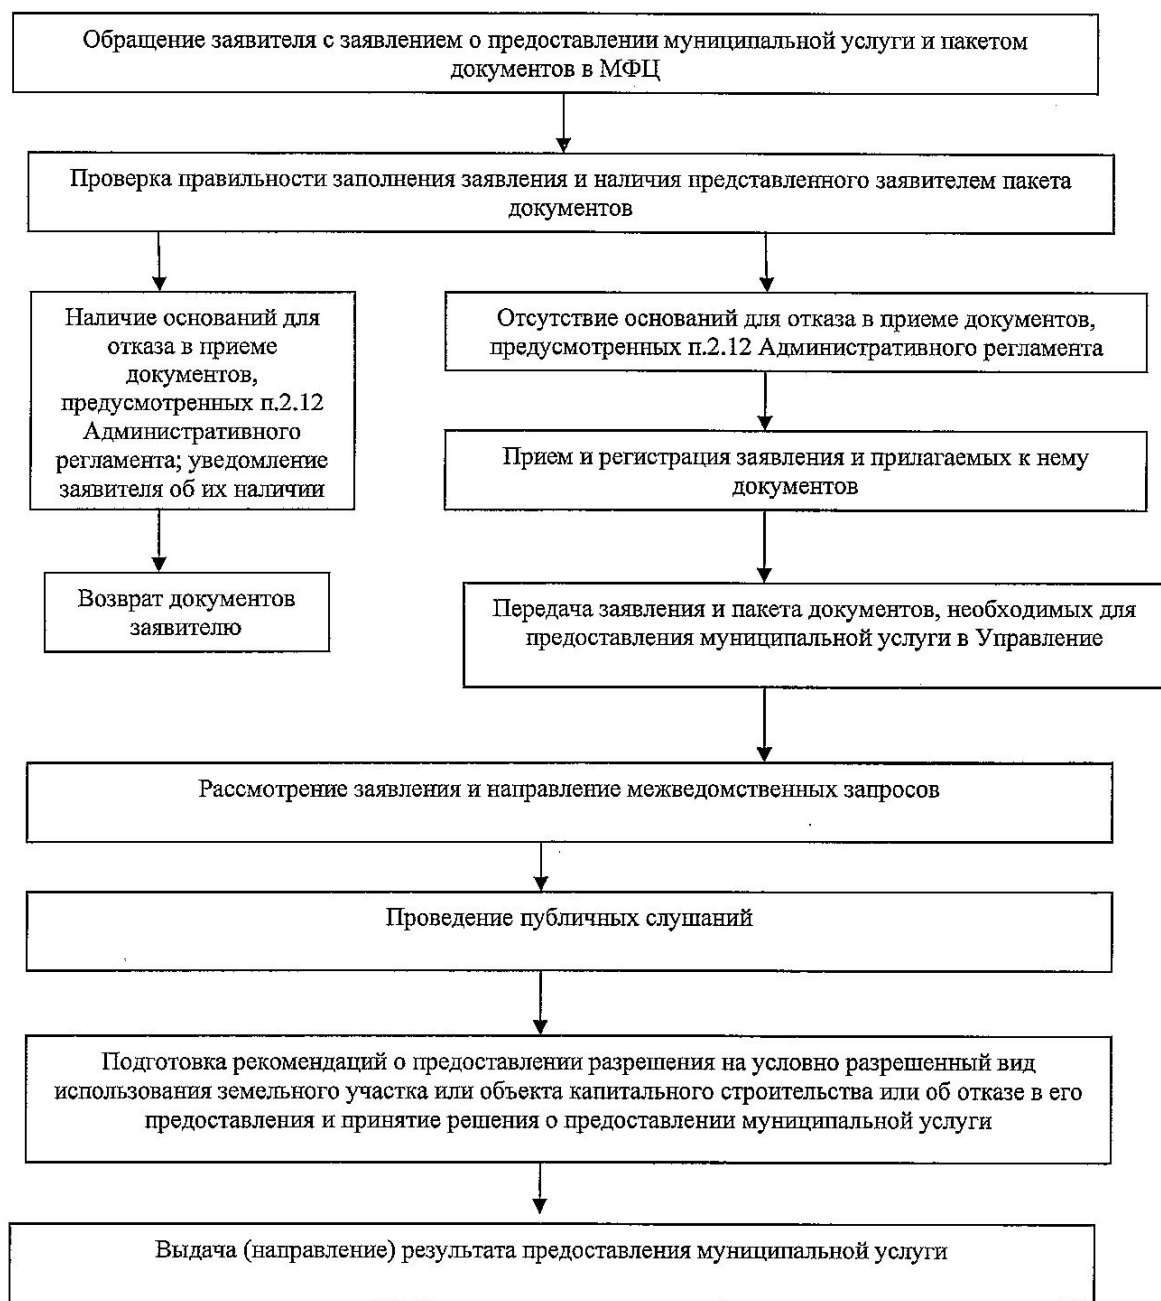 Обращение заявителя с заявлением о предоставлении муниципальной услуги и пакетом
документов в МФЦ
Проверка правильности заполнения заявления и наличия представленного заявителем пакета
документов
Наличие оснований для
отказа в приеме
документов,
предусмотренных п.2.12
Административного
регламента; уведомление
заявителя об их наличии
Возврат документов
заявителю
Отсутствие оснований для отказа в приеме документов,
предусмотренных п.2.12 Административного регламента
Прием и регистрация заявления и прилагаемых к нему
документов
Передача заявления и пакета документов, необходимых для
предоставления муниципальной услуги в Управление
Рассмотрение заявления и направление межведомственных запросов
Проведение публичных слушаний
Подготовка рекомендаций о предоставлении разрешения на условно разрешенный вид
использования земельного участка или объекта капитального строительства или об отказе в его
предоставления и принятие решения о предоставлении муниципальной услуги
Выдача (направление) результата предоставления муниципальной услуги